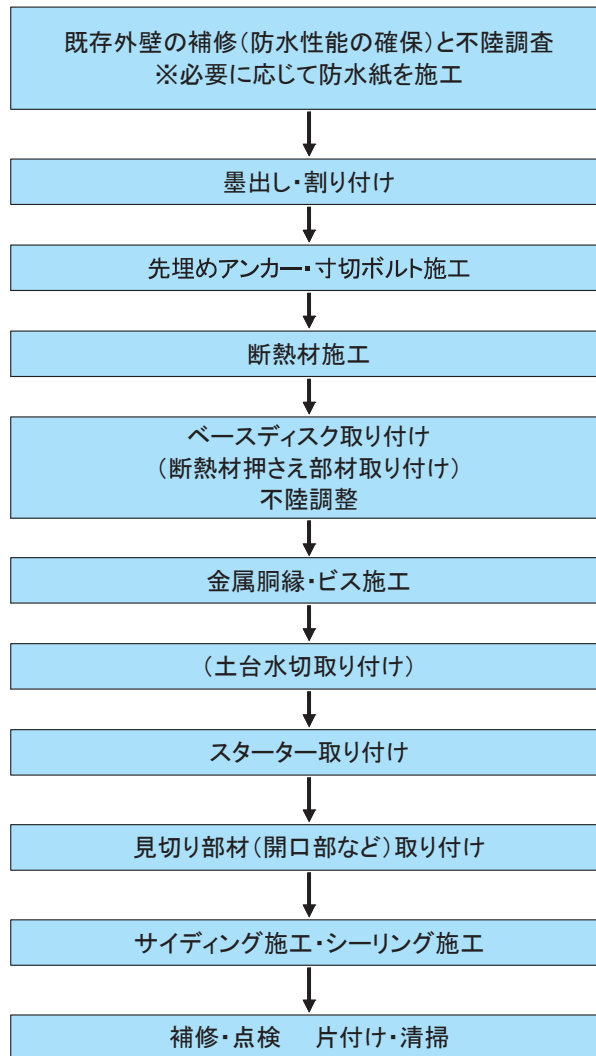 既存外壁の補修(防水性能の確保)と不陸調査
※必要に応じて防水紙を施工
墨出し・割り付け
先埋めアンカー・寸切ボルト施工
断熱材施工
ベースディスク取り付け
(断熱材押さえ部材取り付け)
不陸調整
金属胴縁・ビス施工
(土台水切取り付け)
スターター取り付け
見切り部材(開口部など)取り付け
サイディング施工・シーリング施工
補修・点検　片付け・清掃